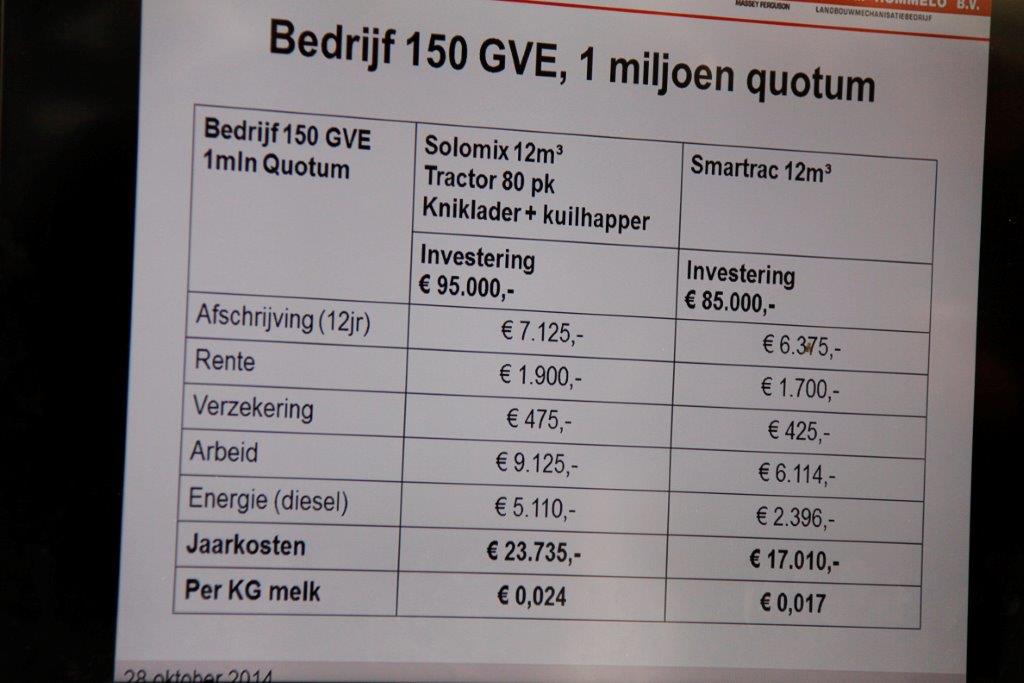 MASSEY FERGUSON
B.V.
LANDBOUWMECHANISATIEBEDRIJF
Bedrijf 150 GVE, 1 miljoen quotum
Bedrijf 150 GVE
1mln Quotum
Solomix 12m³
Tractor 80 pk
Kniklader + kuilhapper
Smartrac 12m³
Investering
€ 95.000,-
Investering
€ 85.000,-
Afschrijving (12jr) € 7.125,- € 6.375,-
Rente € 1.900,- € 1.700,-
Verzekering € 475,- € 425,-
Arbeid € 9.125,- € 6.114,-
Energie (diesel) € 5.110,- € 2.396,-
Jaarkosten € 23.735,- € 17.010,-
Per KG melk € 0,024 € 0,017
28 oktober 2014